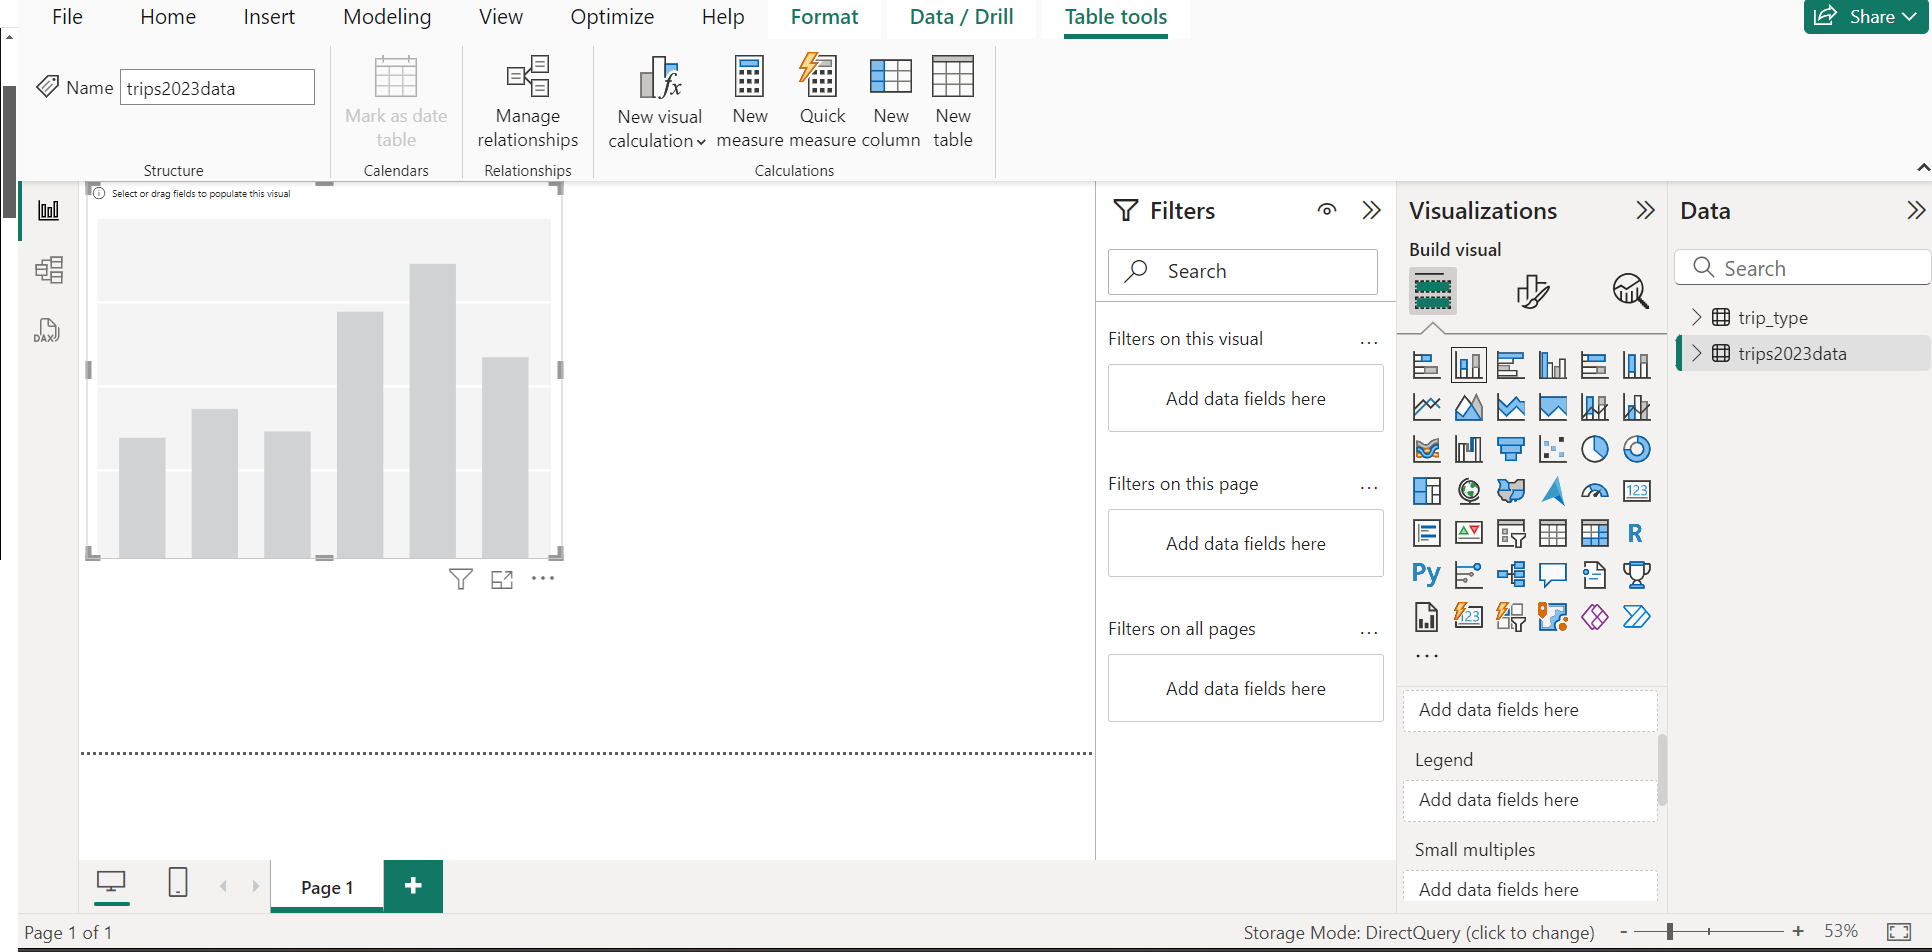 File Home Insert Modeling View Optimize Help Format Data / Drill Table tools Share
Name trips2023data
Mark as date
table
Manage
relationships
New visual
calculation
New
measure
Quick
measure
New
column
New
table
Structure Calendars Relationships Calculations
Select or drag fields to populate this visual
DAX
Filters
Search
Filters on this visual ...
Add data fields here
Filters on this page ...
Add data fields here
Filters on all pages ...
Add data fields here
Visualizations
Build visual
123
R
Py
123
...
Add data fields here
Legend
Add data fields here
Small multiples
Add data fields here
Data
Search
trip_type
trips2023data
Page 1 +
Page 1 of 1
Storage Mode: DirectQuery (click to change) - + 53%